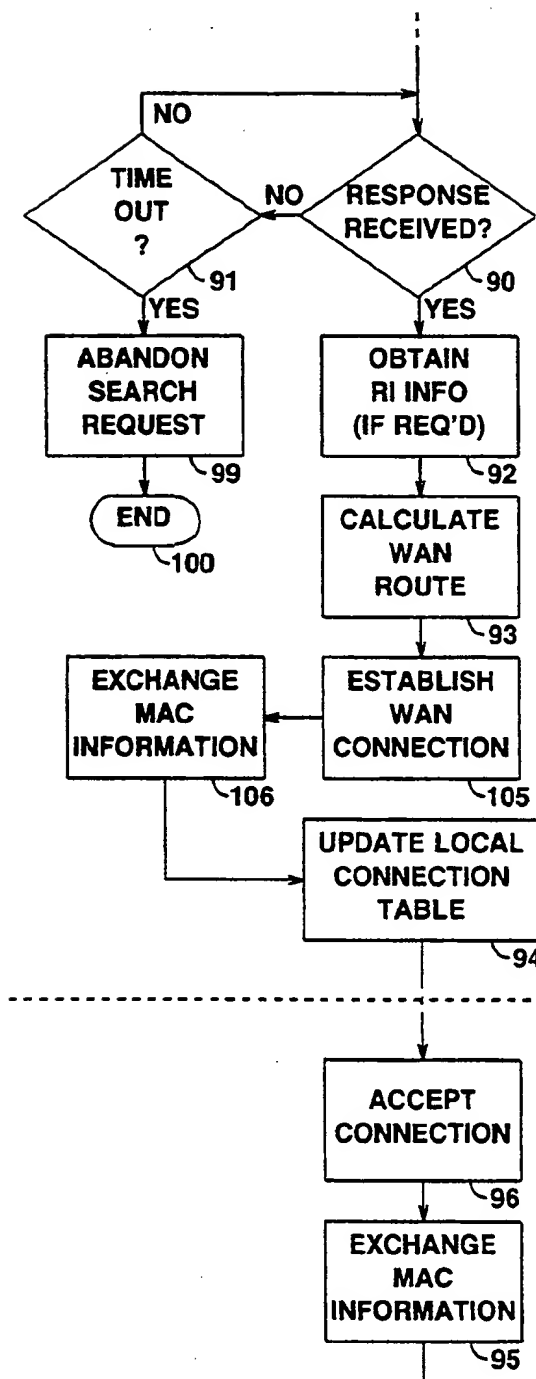 NO
TIME
OUT
?
91
NO
RESPONSE
RECEIVED?
90
YES
YES
ABANDON
SEARCH
REQUEST
99
OBTAIN
RI INFO
(IF REQ'D)
92
END
100
CALCULATE
WAN
ROUTE
93
EXCHANGE
MAC
INFORMATION
106
ESTABLISH
WAN
CONNECTION
105
UPDATE LOCAL
CONNECTION
TABLE
94
ACCEPT
CONNECTION
96
EXCHANGE
MAC
INFORMATION
95